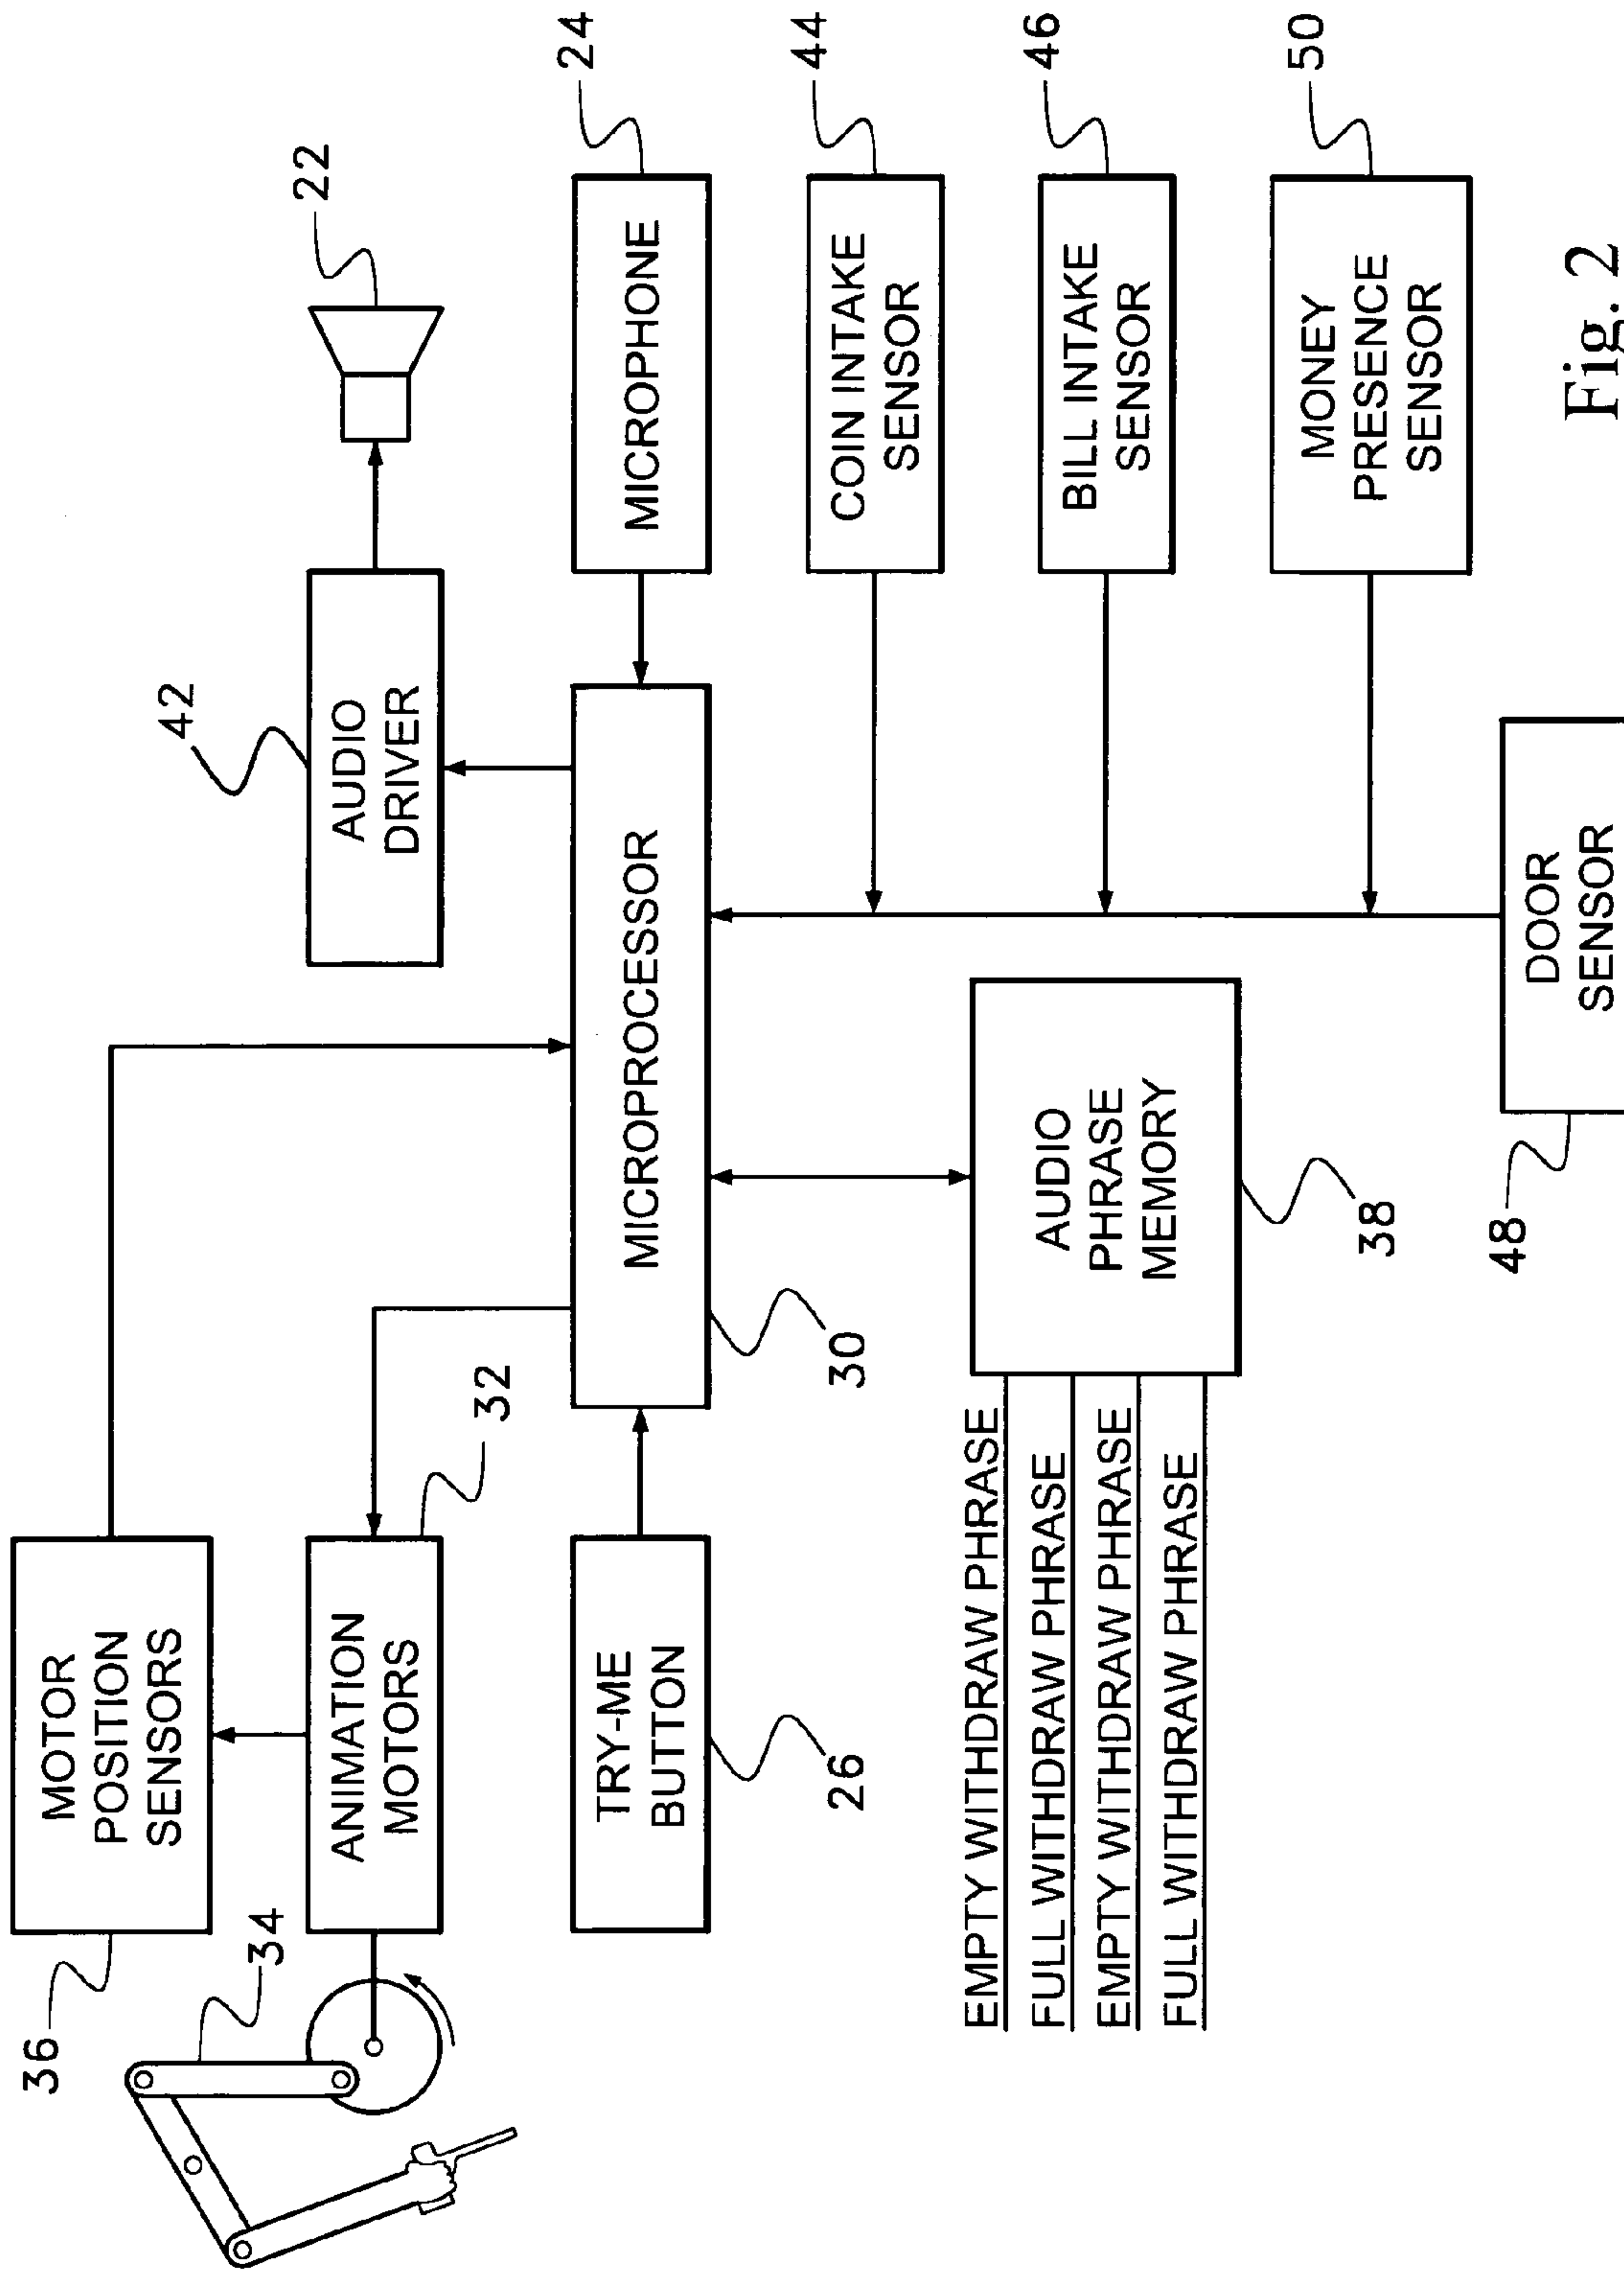 36
MOTOR
POSITION
SENSORS
34
ANIMATION
MOTORS
32
42
AUDIO
DRIVER
22
TRY-ME
BUTTON
26
MICROPROCESSOR
30
MICROPHONE
24
COIN INTAKE
SENSOR
44
BILL INTAKE
SENSOR
46
MONEY
PRESENCE
SENSOR
50
EMPTY WITHDRAW PHRASE
FULL WITHDRAW PHRASE
EMPTY WITHDRAW PHRASE
FULL WITHDRAW PHRASE
AUDIO
PHRASE
MEMORY
38
DOOR
SENSOR
48
Fig. 2